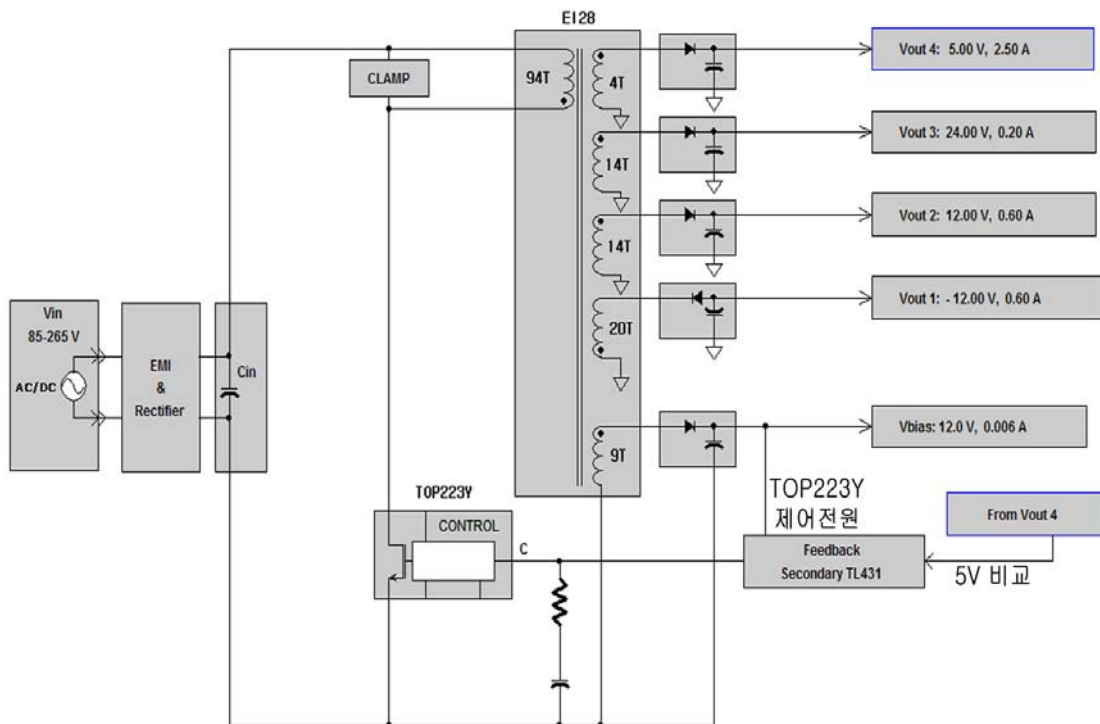 EI28
CLAMP
94T
4T
Vout 4: 5.00 V, 2.50 A
14T
Vout 3: 24.00 V, 0.20 A
14T
Vout 2: 12.00 V, 0.60 A
20T
Vout 1: - 12.00 V, 0.60 A
Vin
85-265 V
AC/DC
EMI
&
Rectifier
Cin
9T
Vbias: 12.0 V, 0.006 A
TOP223Y
CONTROL
C
TOP223Y
제어전원
From Vout 4
Feedback
Secondary TL431
5V 비교